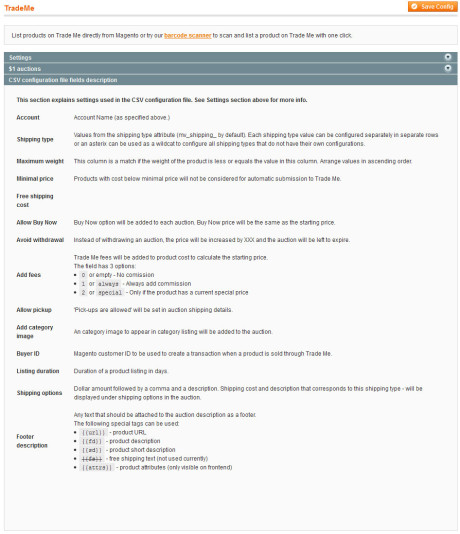 TradeMe
Save Config
List products on Trade Me directly from Magento or try our barcode scanner to scan and list a product on Trade Me with one click.
Settings
$1 auctions
CSV configuration file fields description
This section explains settings used in the CSV configuration file. See Settings section above for more info.
Account
Account Name (as specified above.)
Shipping type
Values from the shipping type attribute (mv_shipping_ by default). Each shipping type value can be configured separately in separate rows
or an asterix can be used as a wildcat to configure all shipping types that do not have their own configurations.
Maximum weight
This column is a match if the weight of the product is less or equals the value in this column. Arrange values in ascending order.
Minimal price
Products with cost below minimal price will not be considered for automatic submission to Trade Me.
Free shipping
cost
Allow Buy Now
Buy Now option will be added to each auction. Buy Now price will be the same as the starting price.
Avoid withdrawal
Instead of withdrawing an auction, the price will be increased by XXX and the auction will be left to expire.
Add fees
Trade Me fees will be added to product cost to calculate the starting price.
The field has 3 options:
• 0 or empty - No comission
• 1 or always - Always add commission
• 2 or special - Only if the product has a current special price
Allow pickup
'Pick-ups are allowed' will be set in auction shipping details.
Add category
image
An category image to appear in category listing will be added to the auction.
Buyer ID
Magento customer ID to be used to create a transaction when a product is sold through Trade Me.
Listing duration
Duration of a product listing in days.
Shipping options
Dollar amount followed by a comma and a description. Shipping cost and description that corresponds to this shipping type - will be
displayed under shipping options in the auction.
Footer
description
Any text that should be attached to the auction description as a footer.
The following special tags can be used:
• {{url}} - product URL
• {{fd}} - product description
• {{sd}} - product short description
• {{fs}} - free shipping text (not used currently)
• {{attrs}} - product attributes (only visible on frontend)